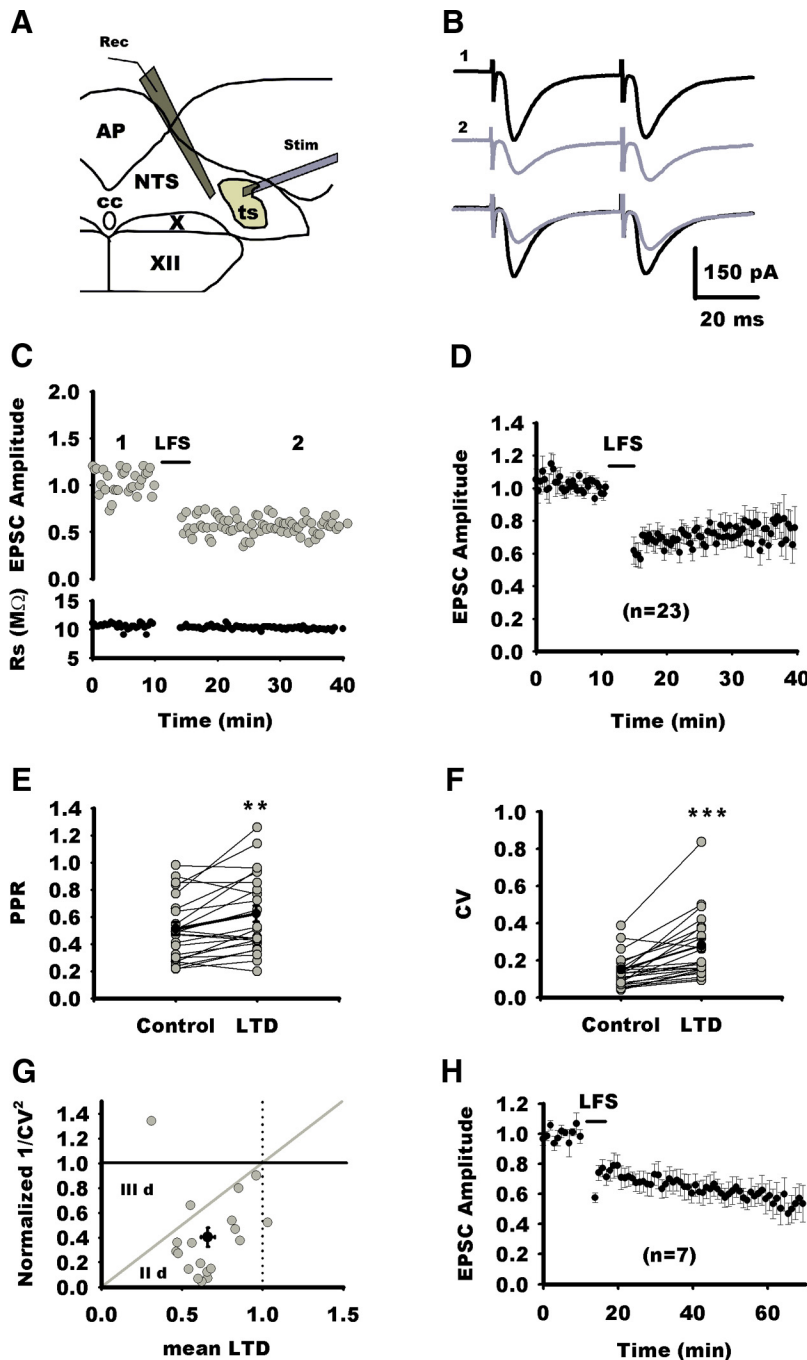 A
Rec
AP
NTS
Stim
cc
ts
X
XII
B
1
2
150 pA
20 ms
C
EPSC Amplitude
2.0
1.5
1.0
0.5
0.0
1
LFS
2
Rs (MΩ)
15
10
5
0 10 20 30 40
Time (min)
D
EPSC Amplitude
1.4
1.2
1.0
0.8
0.6
0.4
0.2
0.0
LFS
(n=23)
0 10 20 30 40
Time (min)
E
PPR
1.4
1.2
1.0
0.8
0.6
0.4
0.2
0.0
**
Control LTD
F
CV
1.0
0.8
0.6
0.4
0.2
0.0
***
Control LTD
G
Normalized 1/CV²
1.4
1.2
1.0
0.8
0.6
0.4
0.2
0.0
III d
II d
0.0 0.5 1.0 1.5
mean LTD
H
EPSC Amplitude
1.2
1.0
0.8
0.6
0.4
0.2
0.0
LFS
(n=7)
0 20 40 60
Time (min)